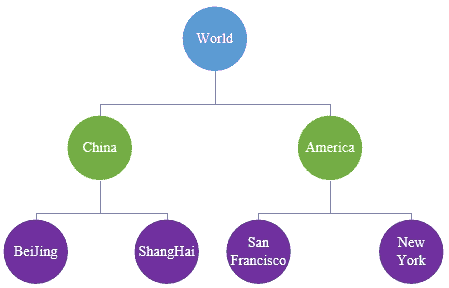 World
China
America
BeiJing
ShangHai
San
Francisco
New
York